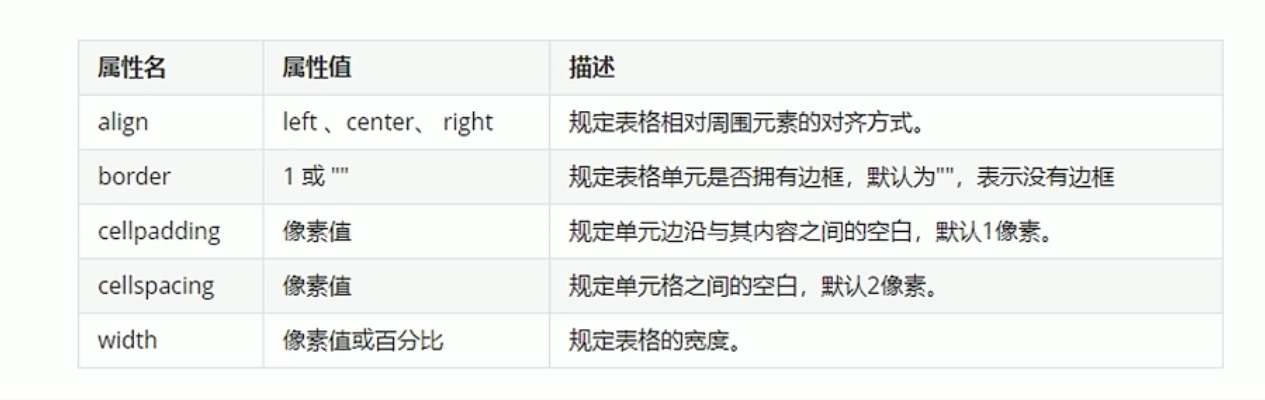 属性名 属性值 描述
align left 、center、 right 规定表格相对周围元素的对齐方式。
border 1 或 "" 规定表格单元是否拥有边框，默认为""，表示没有边框
cellpadding 像素值 规定单元边沿与其内容之间的空白，默认1像素。
cellspacing 像素值 规定单元格之间的空白，默认2像素。
width 像素值或百分比 规定表格的宽度。